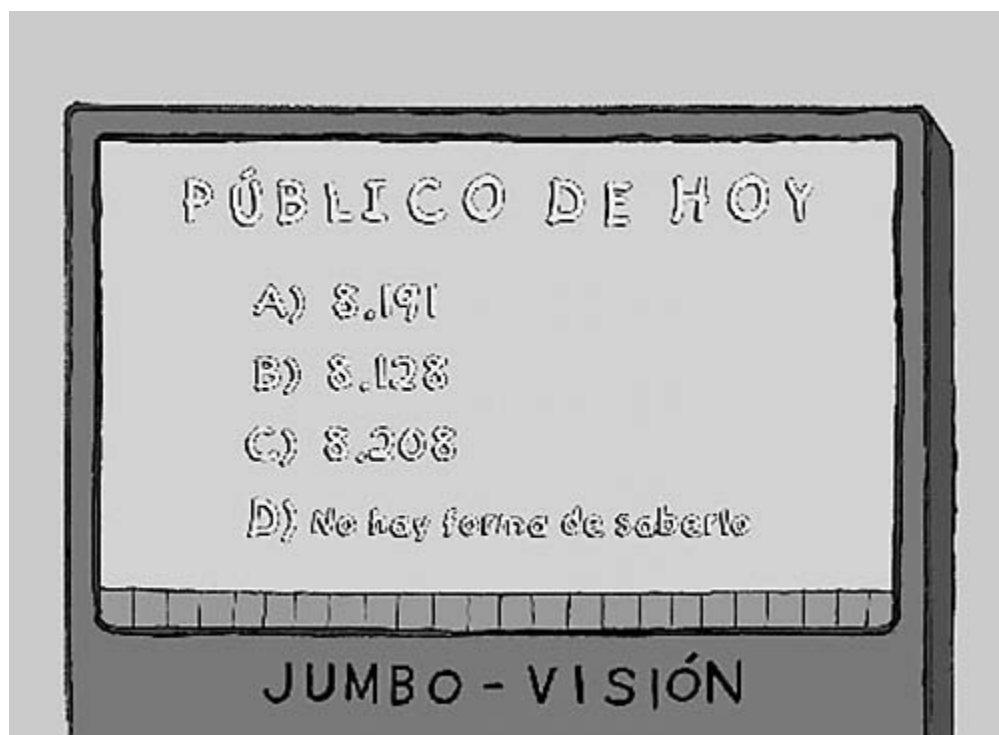 PÚBLICO DE HOY
A) 8.191
B) 8.128
C) 8.208
D) No hay forma de saberlo
JUMBO-VISIÓN